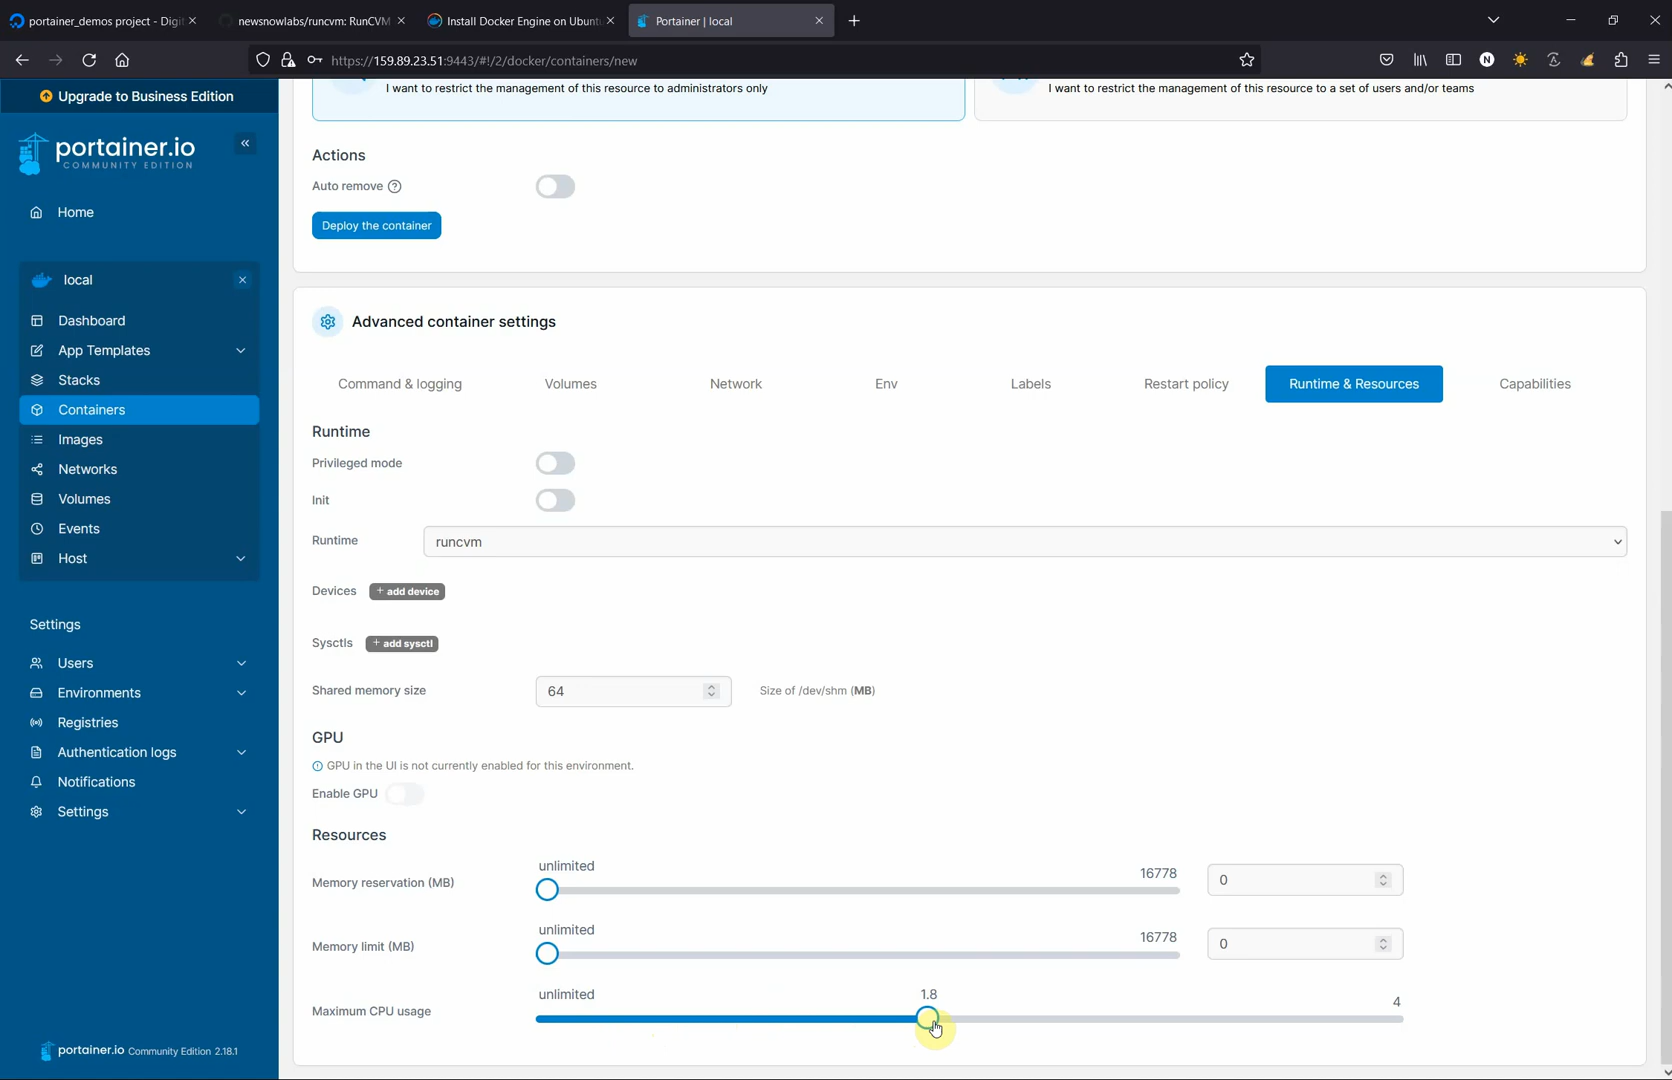 portainer_demos project - Digit
newsnowlabs/runcvm: RunCVM
Install Docker Engine on Ubuntu
Portainer | local
https://159.89.23.51:9443/#!/2/docker/containers/new
N
Upgrade to Business Edition
portainer.io
COMMUNITY EDITION
Home
local
Dashboard
App Templates
Stacks
Containers
Images
Networks
Volumes
Events
Host
Settings
Users
Environments
Registries
Authentication logs
Notifications
Settings
portainer.io Community Edition 2.18.1
I want to restrict the management of this resource to administrators only
I want to restrict the management of this resource to a set of users and/or teams
Actions
Auto remove
Deploy the container
Advanced container settings
Command & logging Volumes Network Env Labels Restart policy Runtime & Resources Capabilities
Runtime
Privileged mode
Init
Runtime runcvm
Devices + add device
Sysctls + add sysctl
Shared memory size 64 Size of /dev/shm (MB)
GPU
GPU in the UI is not currently enabled for this environment.
Enable GPU
Resources
unlimited 16778
Memory reservation (MB) 0
unlimited 16778
Memory limit (MB) 0
unlimited 1.8 4
Maximum CPU usage